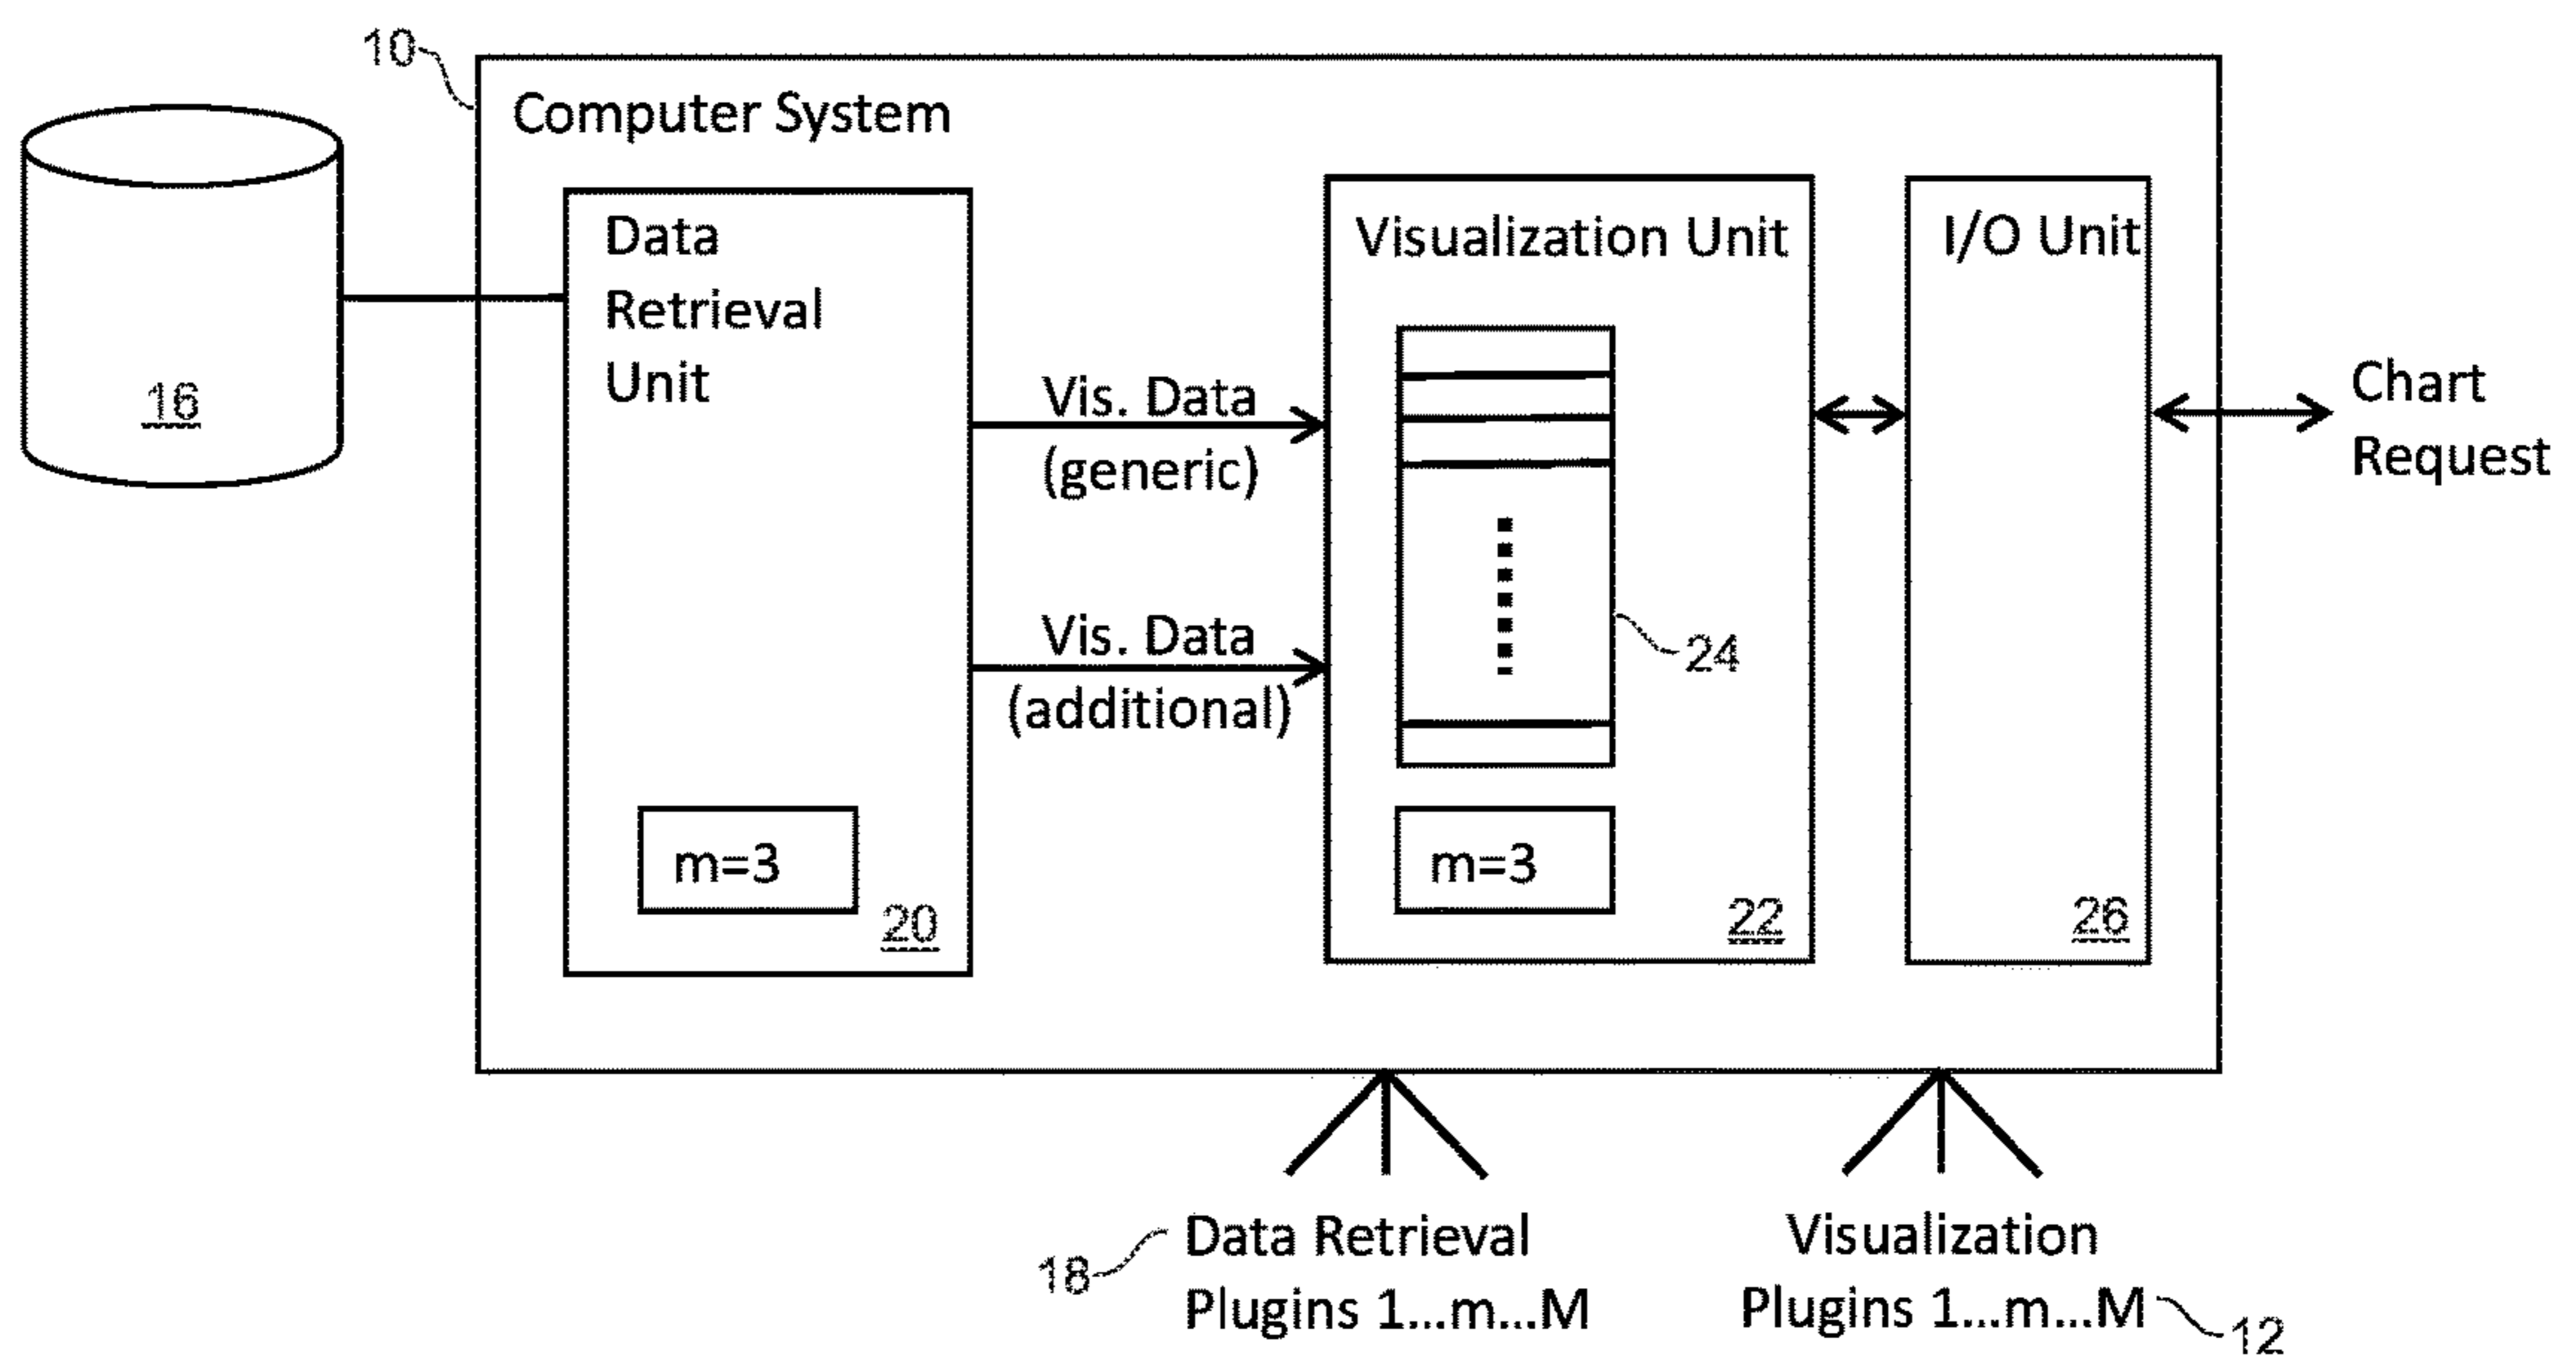 10
Computer System
16
Data
Retrieval
Unit
m=3
20
Vis. Data
(generic)
Vis. Data
(additional)
Visualization Unit
24
m=3
22
I/O Unit
26
Chart
Request
18
Data Retrieval
Plugins 1...m...M
Visualization
Plugins 1...m...M
12